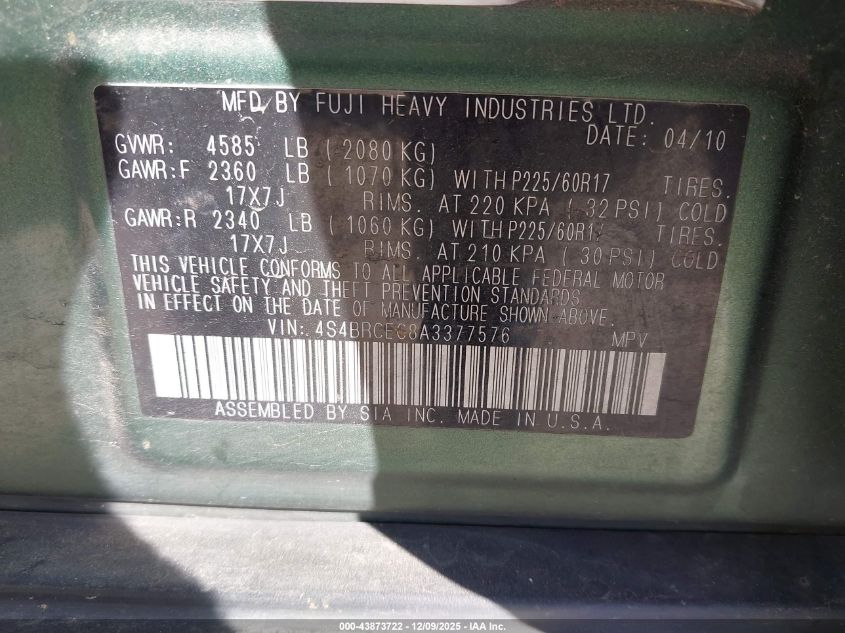 MFD. BY FUJI HEAVY INDUSTRIES LTD.
DATE: 04/10
GVWR: 4585 LB ( 2080 KG)
GAWR:F 2360 LB ( 1070 KG) WITH P225/60R17 TIRES.
17X7J RIMS. AT 220 KPA ( 32 PSI) COLD
GAWR:R 2340 LB ( 1060 KG) WITH P225/60R17 TIRES.
17X7J RIMS. AT 210 KPA ( 30 PSI) COLD
THIS VEHICLE CONFORMS TO ALL APPLICABLE FEDERAL MOTOR
VEHICLE SAFETY AND THEFT PREVENTION STANDARDS
IN EFFECT ON THE DATE OF MANUFACTURE SHOWN ABOVE.
VIN: 4S4BRCEC8A3377576 MPV
ASSEMBLED BY SIA INC. MADE IN U.S.A.
000-43873722 - 12/09/2025 - IAA Inc.